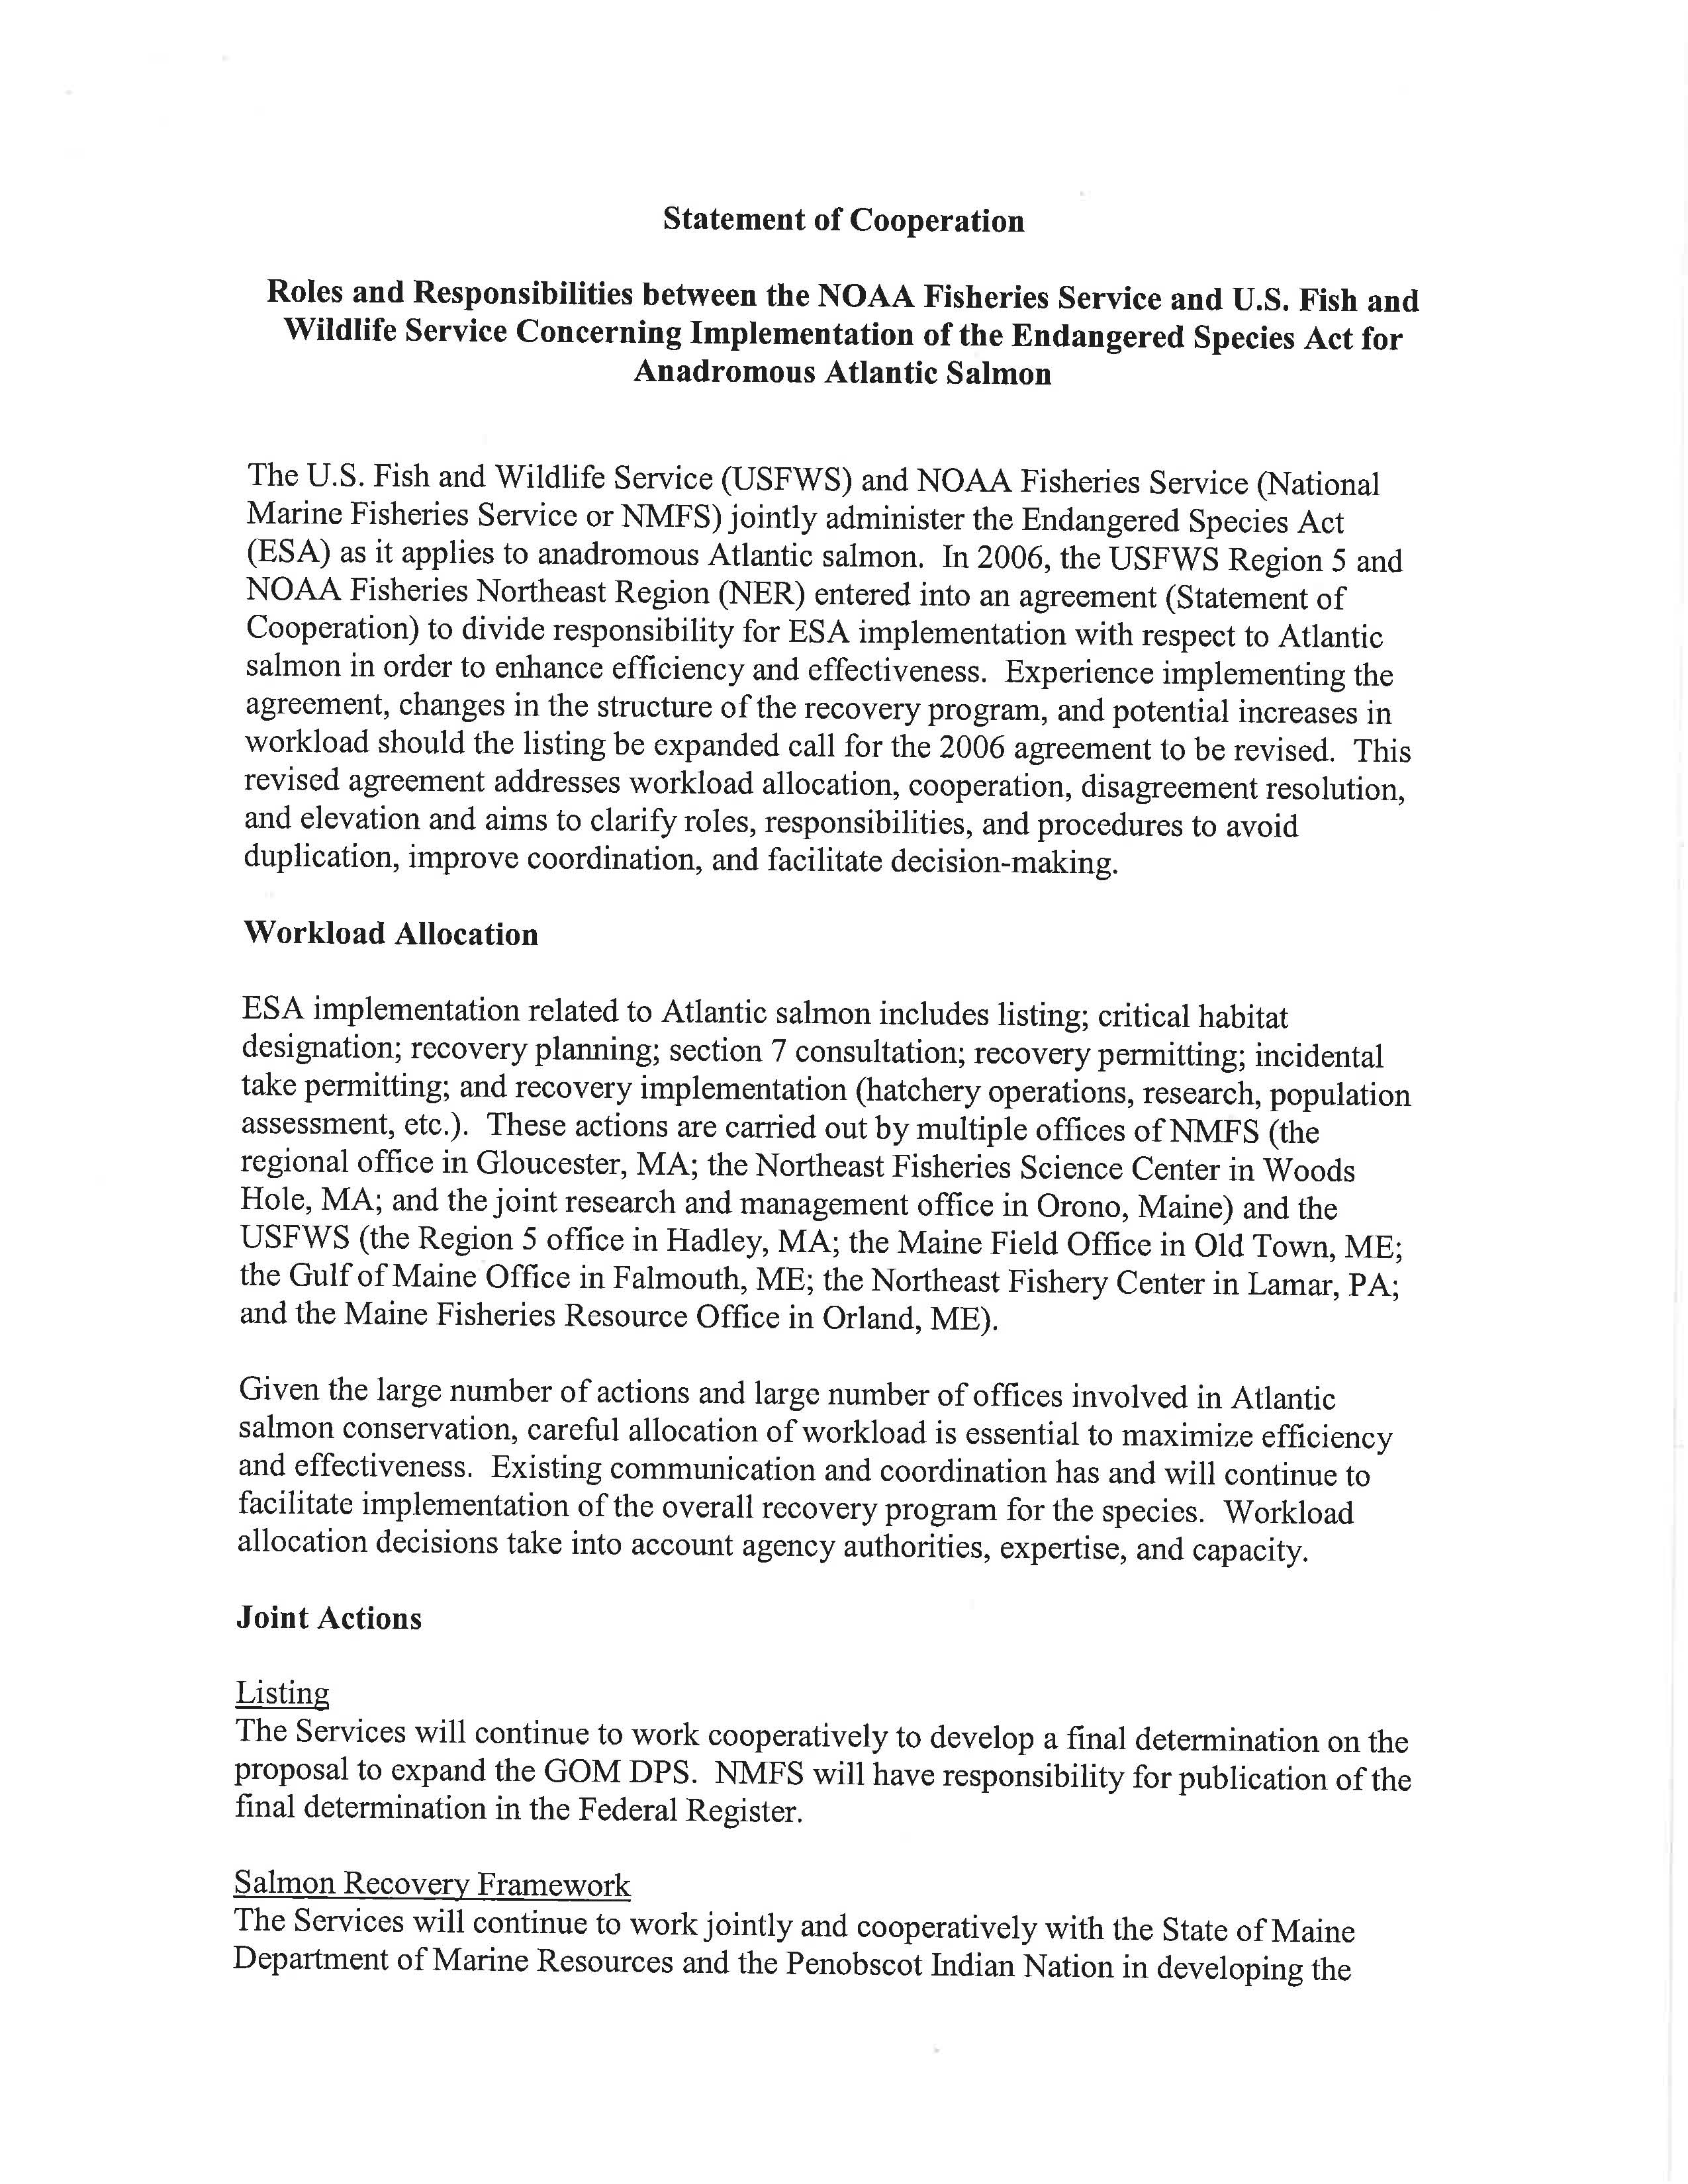 Statement of Cooperation
Roles and Responsibilities between the NOAA Fisheries Service and U.S. Fish and
Wildlife Service Concerning Implementation of the Endangered Species Act for
Anadromous Atlantic Salmon
The U.S. Fish and Wildlife Service (USFWS) and NOAA Fisheries Service (National
Marine Fisheries Service or NMFS) jointly administer the Endangered Species Act
(ESA) as it applies to anadromous Atlantic salmon.  In 2006, the USFWS Region 5 and
NOAA Fisheries Northeast Region (NER) entered into an agreement (Statement of
Cooperation) to divide responsibility for ESA implementation with respect to Atlantic
salmon in order to enhance efficiency and effectiveness.  Experience implementing the
agreement, changes in the structure of the recovery program, and potential increases in
workload should the listing be expanded call for the 2006 agreement to be revised.  This
revised agreement addresses workload allocation, cooperation, disagreement resolution,
and elevation and aims to clarify roles, responsibilities, and procedures to avoid
duplication, improve coordination, and facilitate decision-making.
Workload Allocation
ESA implementation related to Atlantic salmon includes listing; critical habitat
designation; recovery planning; section 7 consultation; recovery permitting; incidental
take permitting; and recovery implementation (hatchery operations, research, population
assessment, etc.).  These actions are carried out by multiple offices of NMFS (the
regional office in Gloucester, MA; the Northeast Fisheries Science Center in Woods
Hole, MA; and the joint research and management office in Orono, Maine) and the
USFWS (the Region 5 office in Hadley, MA; the Maine Field Office in Old Town, ME;
the Gulf of Maine Office in Falmouth, ME; the Northeast Fishery Center in Lamar, PA;
and the Maine Fisheries Resource Office in Orland, ME).
Given the large number of actions and large number of offices involved in Atlantic
salmon conservation, careful allocation of workload is essential to maximize efficiency
and effectiveness.  Existing communication and coordination has and will continue to
facilitate implementation of the overall recovery program for the species.  Workload
allocation decisions take into account agency authorities, expertise, and capacity.
Joint Actions
Listing
The Services will continue to work cooperatively to develop a final determination on the
proposal to expand the GOM DPS.  NMFS will have responsibility for publication of the
final determination in the Federal Register.
Salmon Recovery Framework
The Services will continue to work jointly and cooperatively with the State of Maine
Department of Marine Resources and the Penobscot Indian Nation in developing the